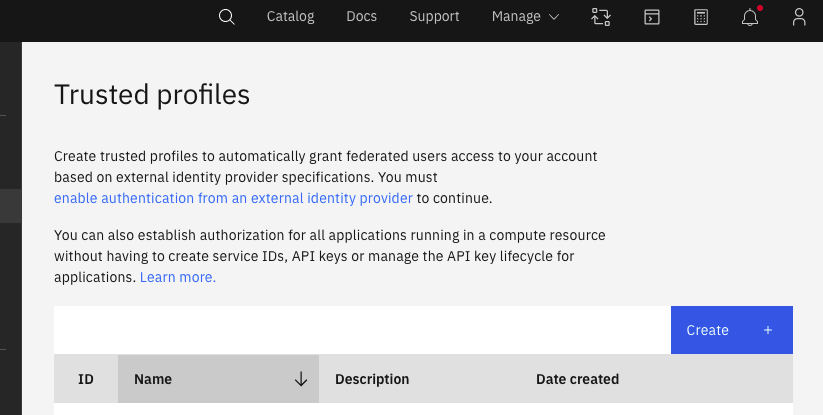 Catalog Docs Support Manage
Trusted profiles
Create trusted profiles to automatically grant federated users access to your account
based on external identity provider specifications. You must
enable authentication from an external identity provider to continue.
You can also establish authorization for all applications running in a compute resource
without having to create service IDs, API keys or manage the API key lifecycle for
applications. Learn more.
Create +
ID Name Description Date created